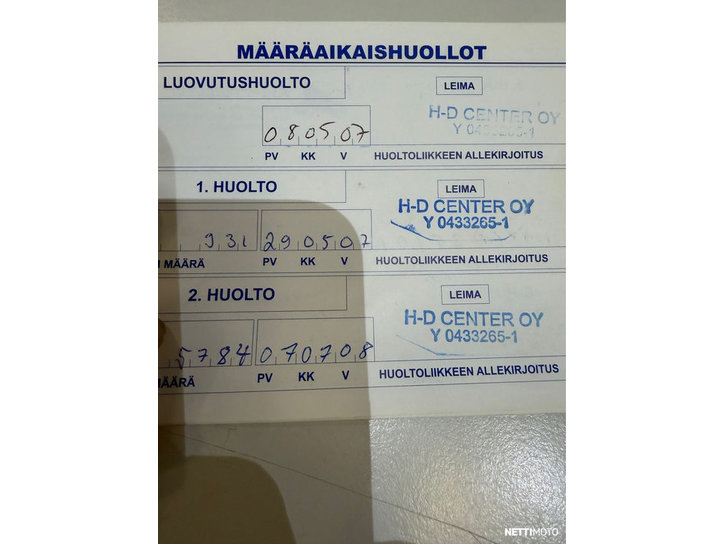 MÄÄRÄAIKAISHUOLLOT
LUOVUTUSHUOLTO
LEIMA
H-D CENTER OY
080507
Y 0433265-1
PV KK V HUOLTOLIIKKEEN ALLEKIRJOITUS
1. HUOLTO
LEIMA
H-D CENTER OY
Y 0433265-1
931 290507
MÄÄRÄ PV KK V HUOLTOLIIKKEEN ALLEKIRJOITUS
2. HUOLTO
LEIMA
H-D CENTER OY
Y 0433265-1
5784 070708
MÄÄRÄ PV KK V HUOLTOLIIKKEEN ALLEKIRJOITUS
NETTIMOTO